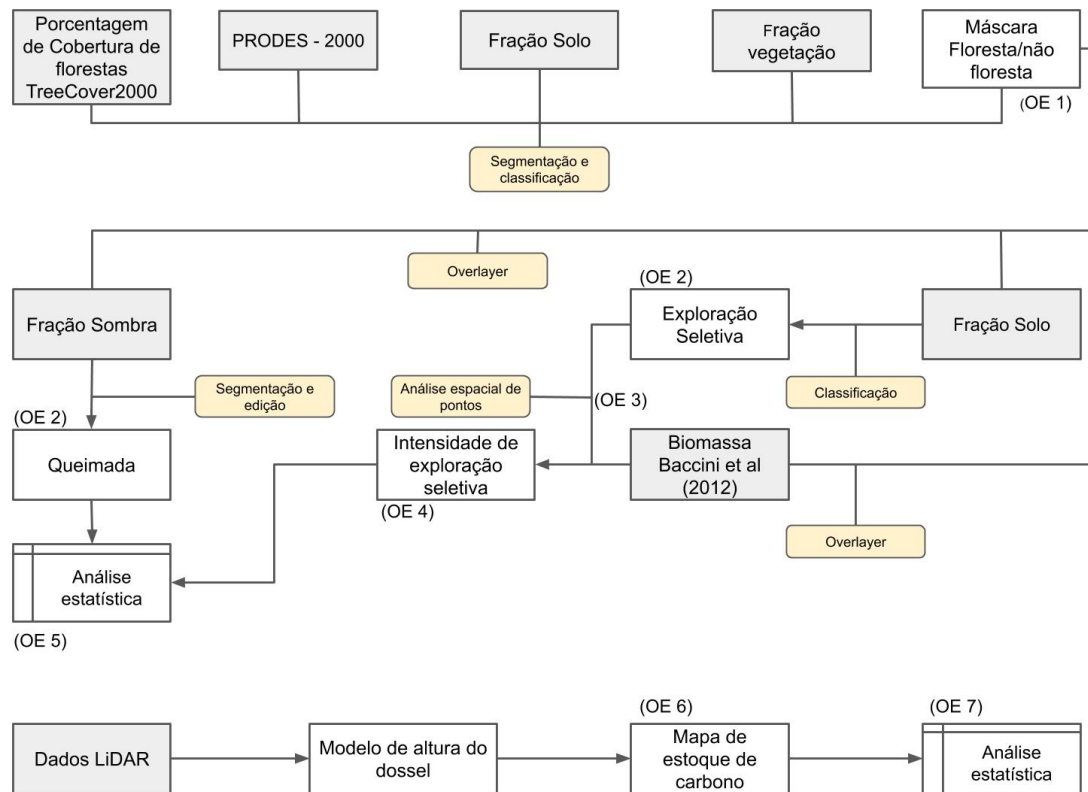 Porcentagem
de Cobertura de
florestas
TreeCover2000
PRODES - 2000
Fração Solo
Fração
vegetação
Máscara
Floresta/não
floresta
(OE 1)
Segmentação e
classificação
Overlayer
(OE 2)
Fração Sombra
Exploração
Seletiva
Fração Solo
Segmentação e
edição
Análise espacial de
pontos
(OE 3)
Classificação
(OE 2)
Queimada
Intensidade de
exploração
seletiva
Biomassa
Baccini et al
(2012)
(OE 4)
Overlayer
Análise
estatística
(OE 5)
(OE 6)
(OE 7)
Dados LiDAR
Modelo de altura do
dossel
Mapa de
estoque de
carbono
Análise
estatística